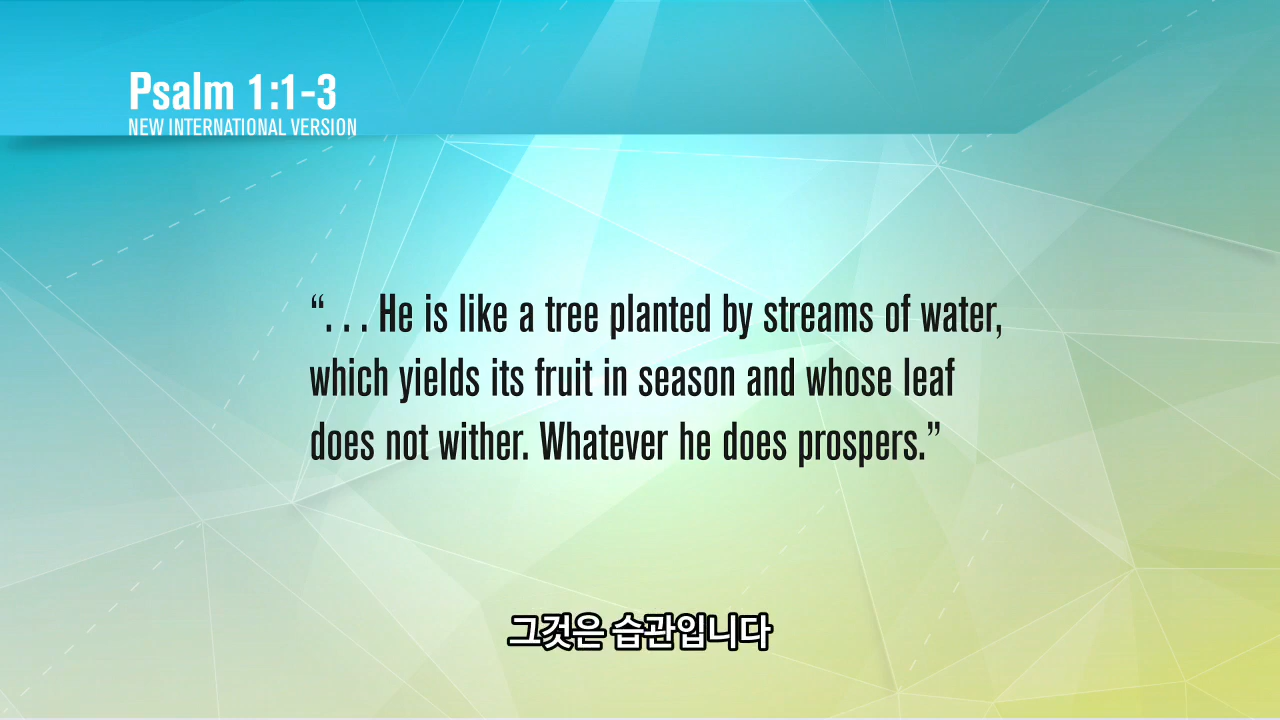 Psalm 1:1-3
NEW INTERNATIONAL VERSION
“. . . He is like a tree planted by streams of water,
which yields its fruit in season and whose leaf
does not wither. Whatever he does prospers.”
그것은 습관입니다